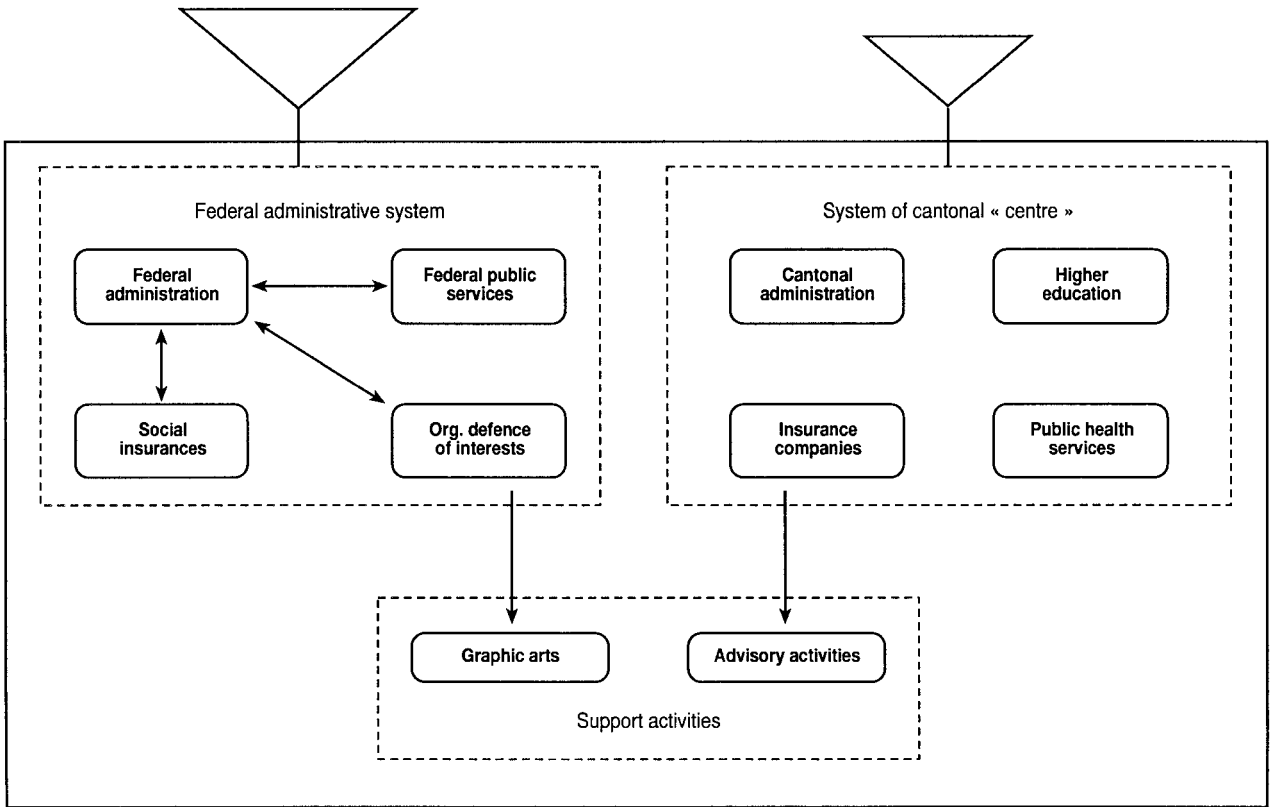 Federal administrative system
Federal
administration
Federal public
services
Social
insurances
Org. defence
of interests
System of cantonal « centre »
Cantonal
administration
Higher
education
Insurance
companies
Public health
services
Graphic arts
Advisory activities
Support activities